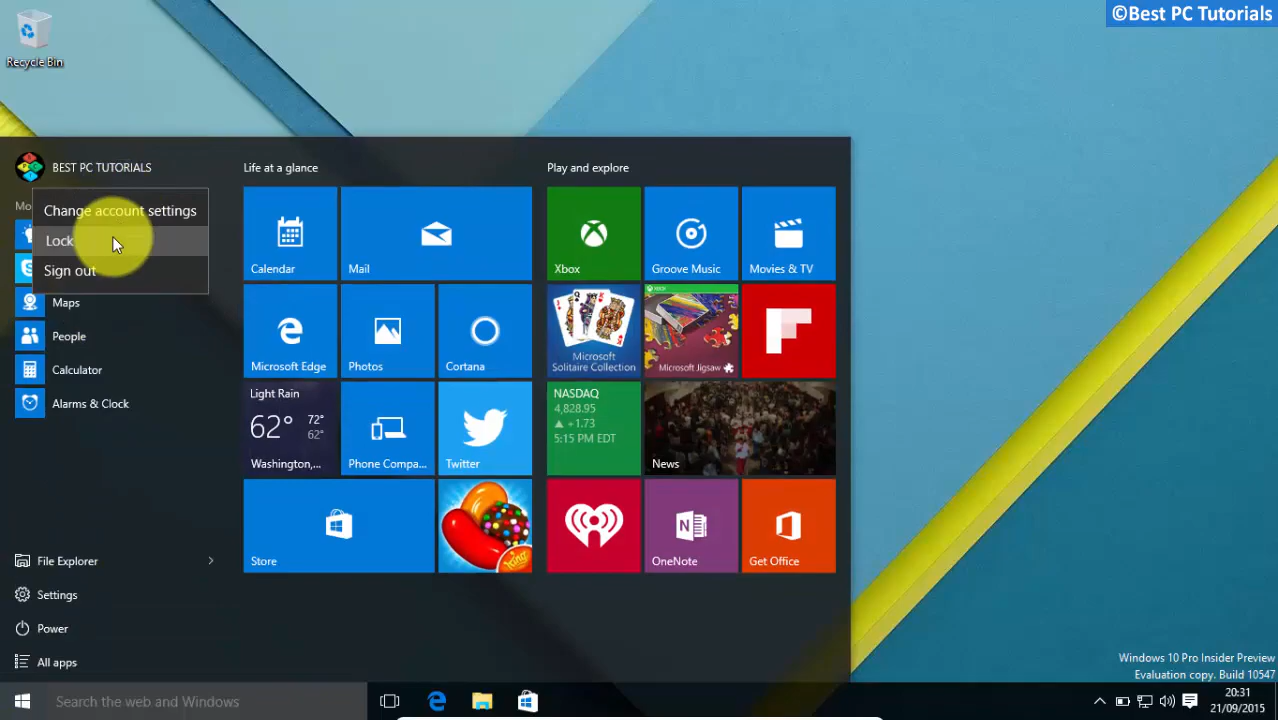 ©Best PC Tutorials
Recycle Bin
BEST PC TUTORIALS
Change account settings
Lock
Sign out
Maps
People
Calculator
Alarms & Clock
File Explorer
Settings
Power
All apps
Life at a glance
Calendar
Mail
Microsoft Edge
Photos
Cortana
Light Rain
62° 72°
62°
Washington,...
Phone Compa...
Twitter
Store
King
Play and explore
Xbox
Groove Music
Movies & TV
Microsoft
Solitaire Collection
XBOX
Microsoft Jigsaw
NASDAQ
4,828.95
▲ +1.73
5:15 PM EDT
News
OneNote
Get Office
Windows 10 Pro Insider Preview
Evaluation copy. Build 10547
Search the web and Windows
20:31
21/09/2015